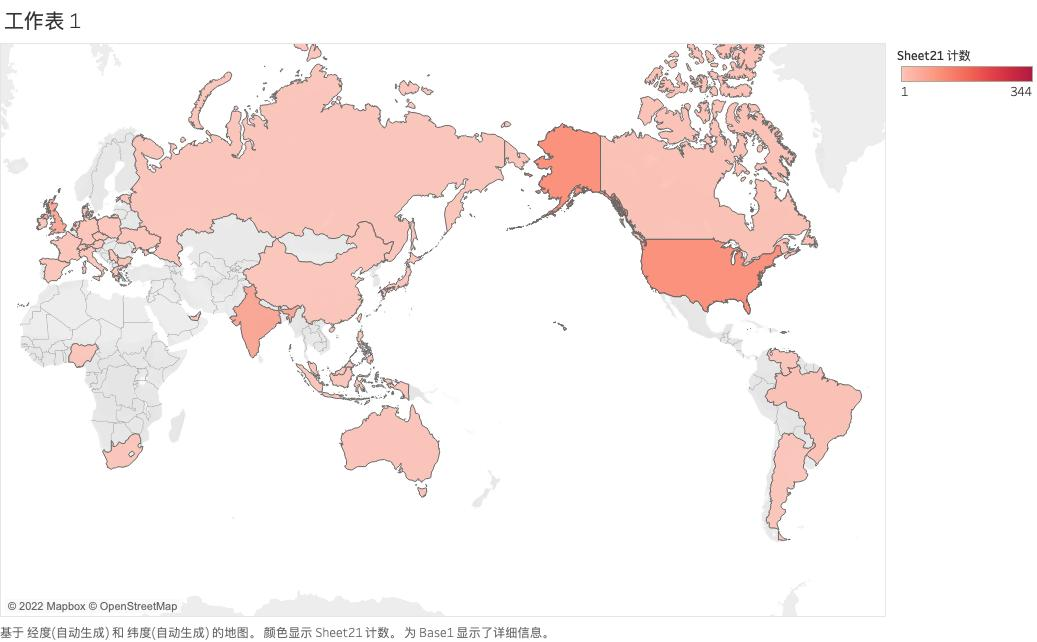 工作表 1
Sheet21 计数
1 344
© 2022 Mapbox © OpenStreetMap
基于 经度(自动生成) 和 纬度(自动生成) 的地图。 颜色显示 Sheet21 计数。 为 Base1 显示了详细信息。